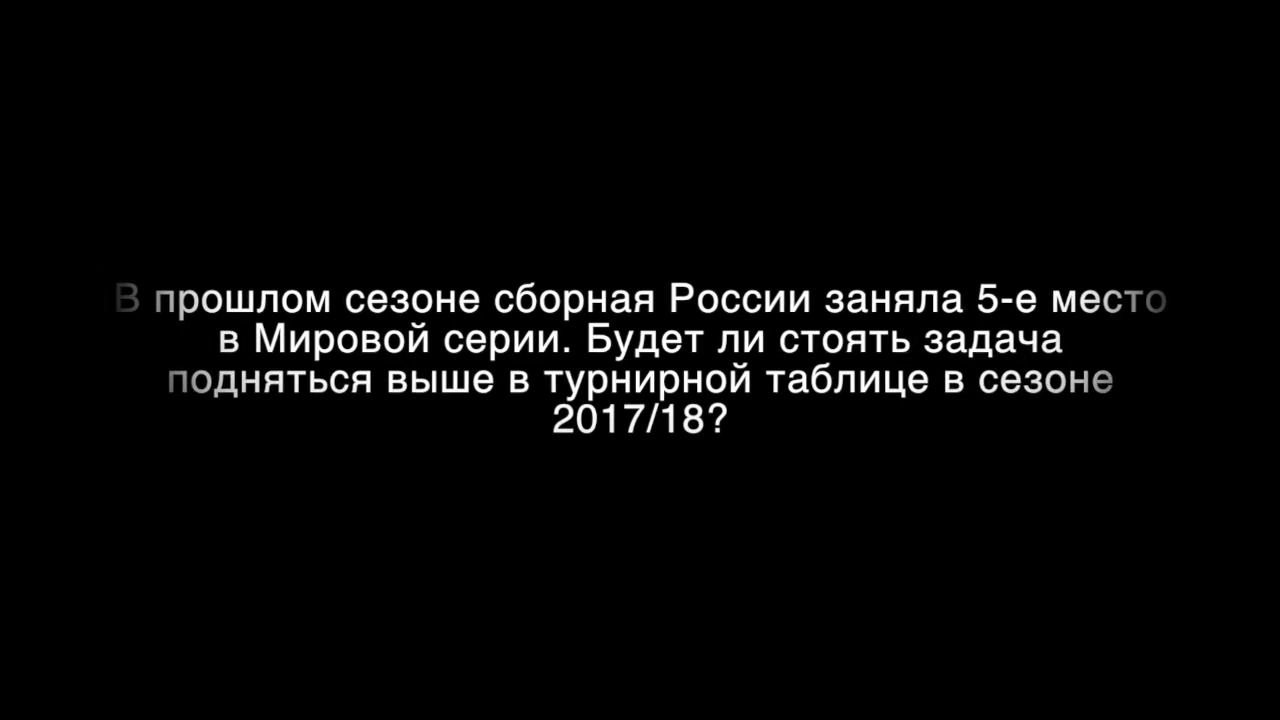 В прошлом сезоне сборная России заняла 5-е место
в Мировой серии. Будет ли стоять задача
подняться выше в турнирной таблице в сезоне
2017/18?